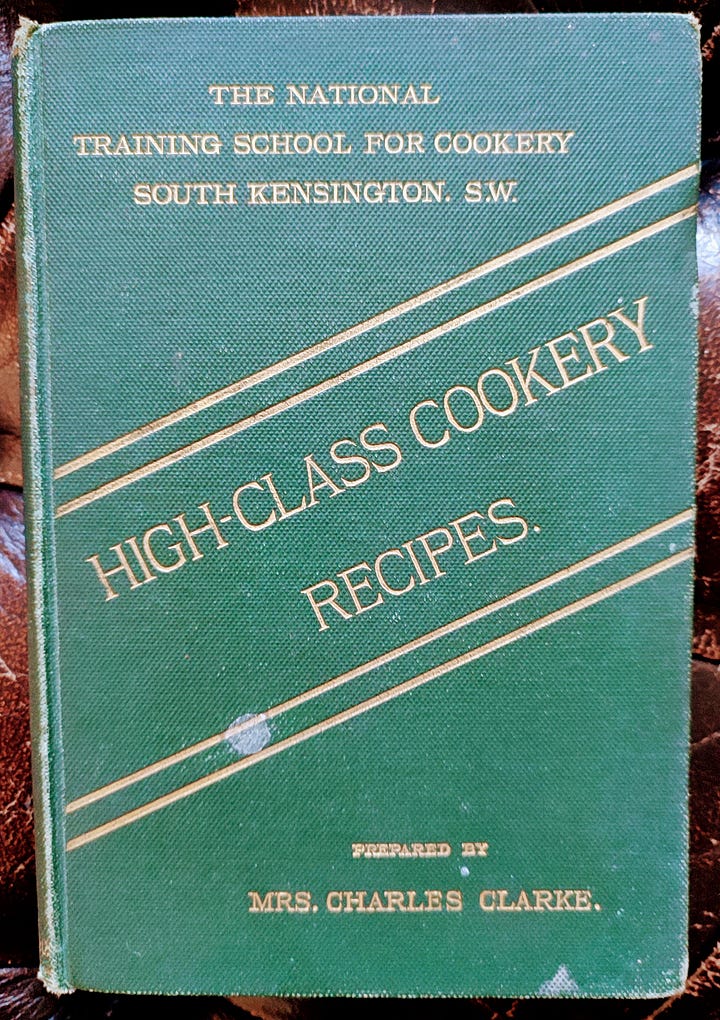 THE NATIONAL
TRAINING SCHOOL FOR COOKERY
SOUTH KENSINGTON. S.W.
HIGH-CLASS COOKERY
RECIPES.
PREPARED BY
MRS. CHARLES CLARKE.